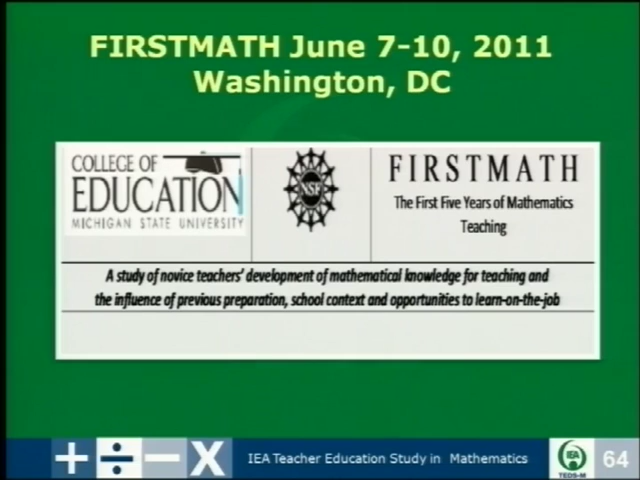 FIRSTMATH June 7-10, 2011
Washington, DC
COLLEGE OF
EDUCATION
MICHIGAN STATE UNIVERSITY
NSF
FIRSTMATH
The First Five Years of Mathematics
Teaching
A study of novice teachers' development of mathematical knowledge for teaching and
the influence of previous preparation, school context and opportunities to learn-on-the-job
+ ÷ − X
IEA Teacher Education Study in Mathematics
IEA
TEDS-M
64